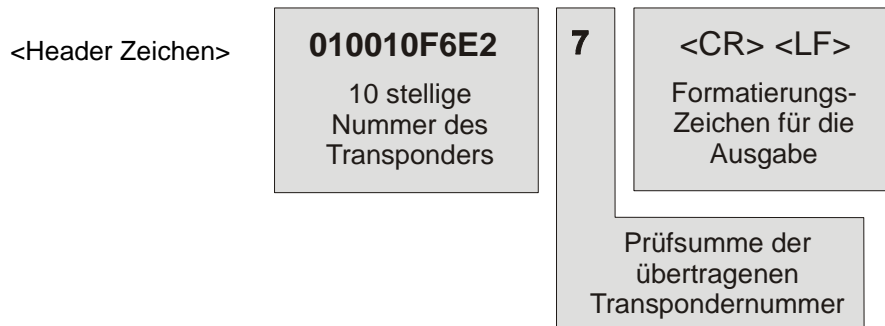 <Header Zeichen>
010010F6E2
10 stellige
Nummer des
Transponders
7
<CR> <LF>
Formatierungs-
Zeichen für die
Ausgabe
Prüfsumme der
übertragenen
Transpondernummer